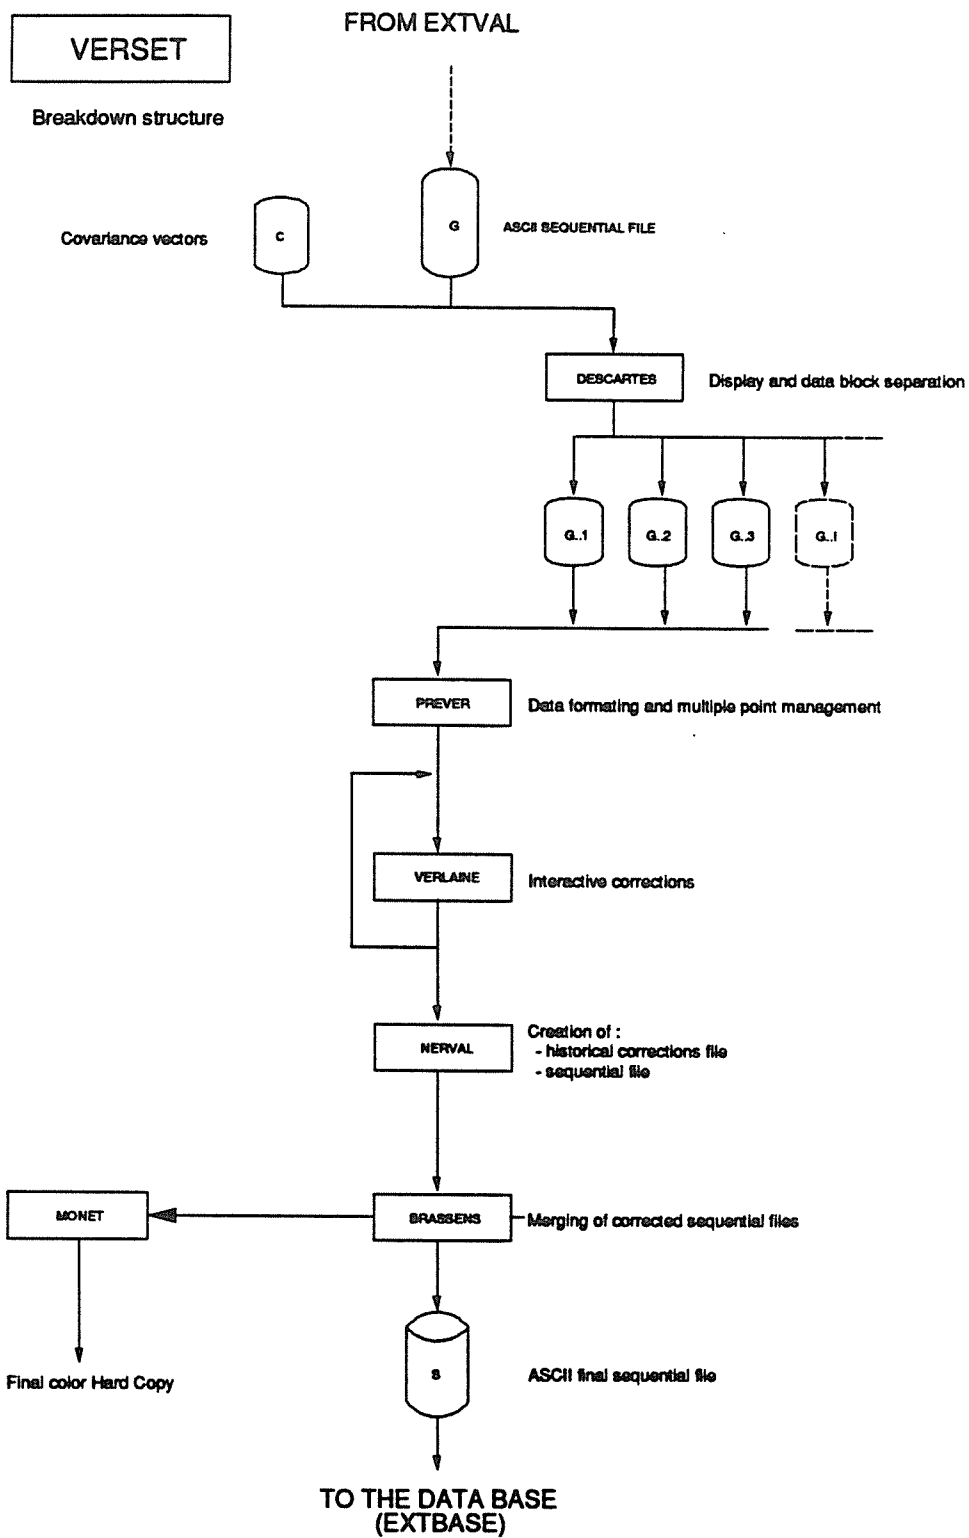 VERSET
FROM EXTVAL
Breakdown structure
Covariance vectors
C
G
ASCII SEQUENTIAL FILE
DESCARTES
Display and data block separation
G..1
G..2
G..3
G..I
PREVER
Data formating and multiple point management
VERLAINE
Interactive corrections
NERVAL
Creation of :
- historical corrections file
- sequential file
MONET
BRASSENS
Merging of corrected sequential files
Final color Hard Copy
S
ASCII final sequential file
TO THE DATA BASE
(EXTBASE)